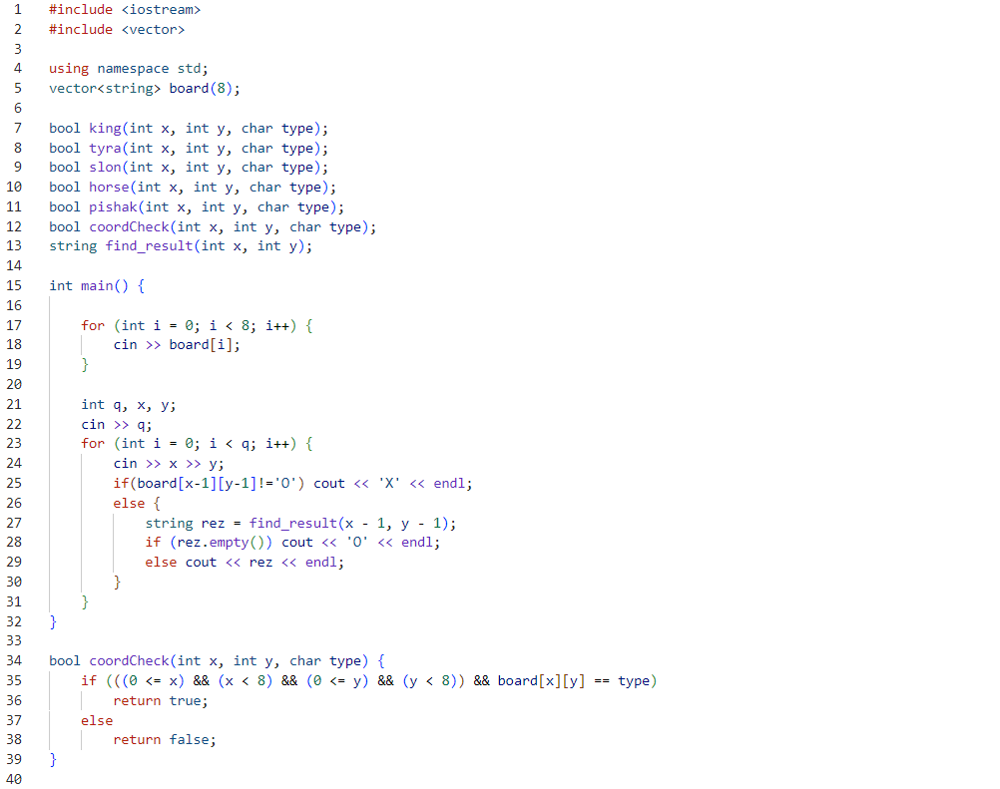 1 #include <iostream>
2 #include <vector>
3
4 using namespace std;
5 vector<string> board(8);
6
7 bool king(int x, int y, char type);
8 bool tyra(int x, int y, char type);
9 bool slon(int x, int y, char type);
10 bool horse(int x, int y, char type);
11 bool pishak(int x, int y, char type);
12 bool coordCheck(int x, int y, char type);
13 string find_result(int x, int y);
14
15 int main() {
16
17     for (int i = 0; i < 8; i++) {
18         cin >> board[i];
19     }
20
21     int q, x, y;
22     cin >> q;
23     for (int i = 0; i < q; i++) {
24         cin >> x >> y;
25         if(board[x-1][y-1]!='O') cout << 'X' << endl;
26         else {
27             string rez = find_result(x - 1, y - 1);
28             if (rez.empty()) cout << 'O' << endl;
29             else cout << rez << endl;
30         }
31     }
32 }
33
34 bool coordCheck(int x, int y, char type) {
35     if (((0 <= x) && (x < 8) && (0 <= y) && (y < 8)) && board[x][y] == type)
36         return true;
37     else
38         return false;
39 }
40